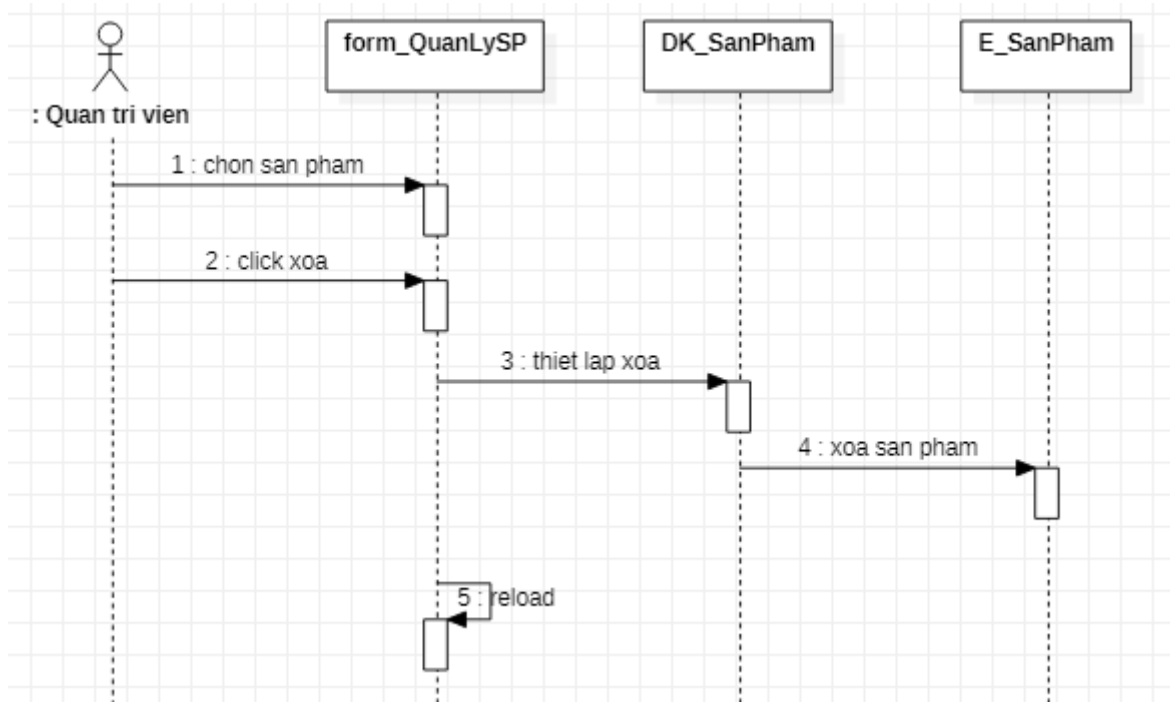 form_QuanLySP
DK_SanPham
E_SanPham
: Quan tri vien
1 : chon san pham
2 : click xoa
3 : thiet lap xoa
4 : xoa san pham
5 : reload